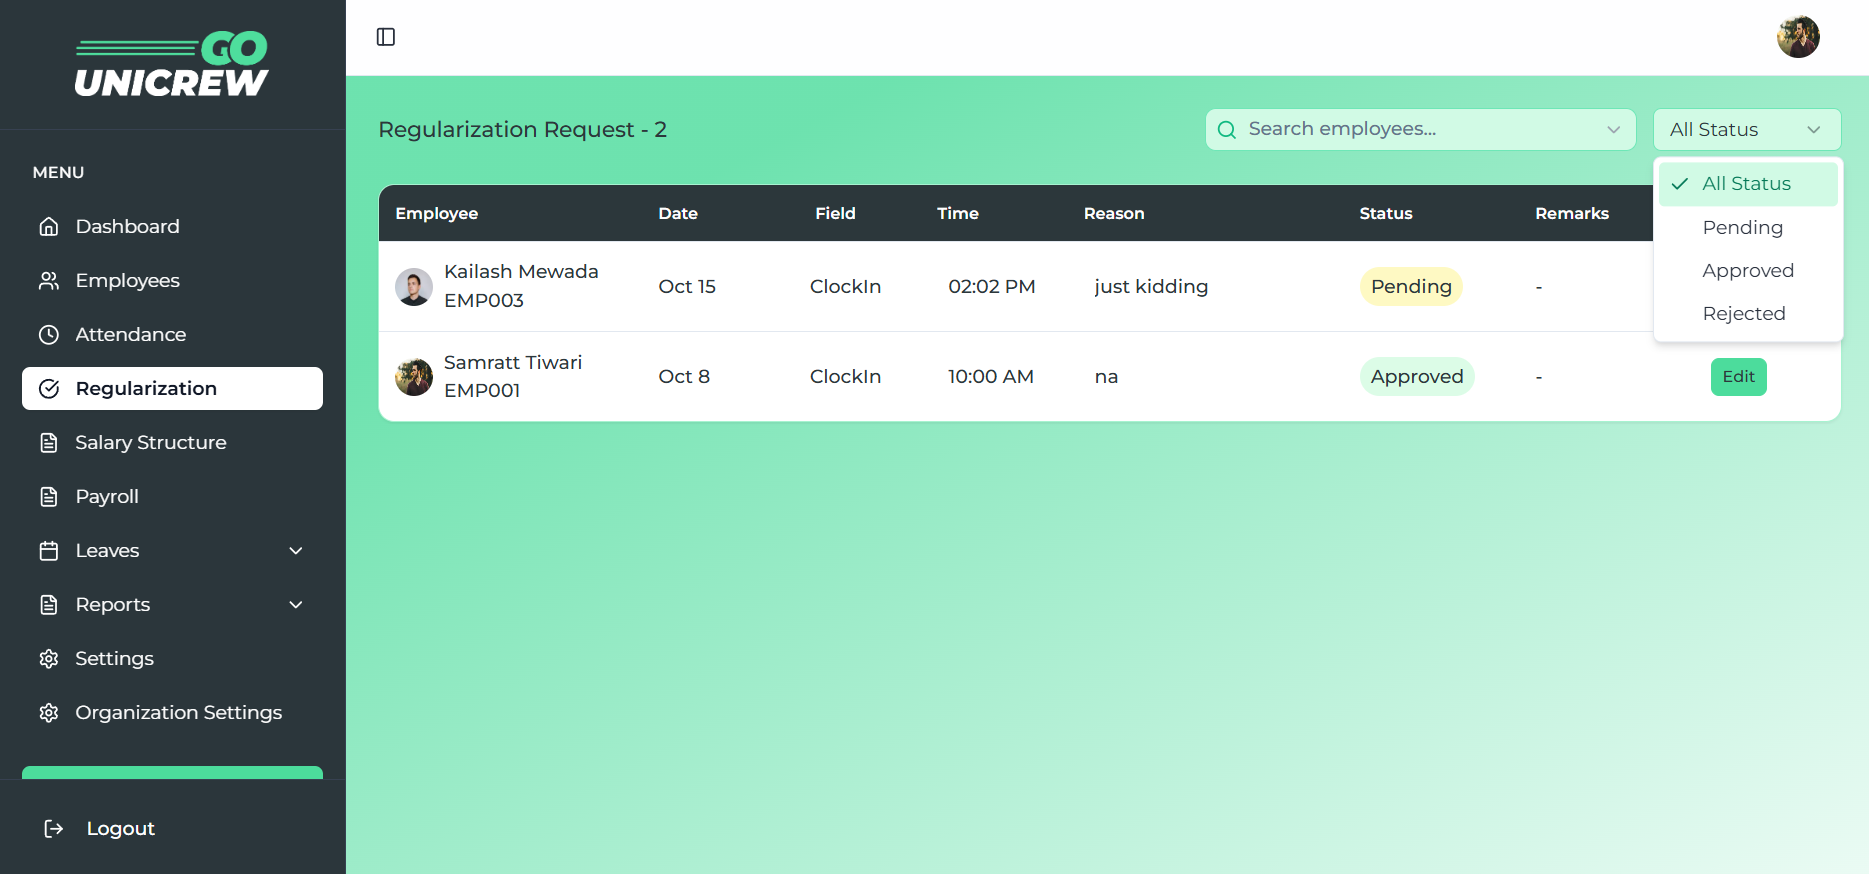 GO
UNICREW
MENU
Dashboard
Employees
Attendance
Regularization
Salary Structure
Payroll
Leaves
Reports
Settings
Organization Settings
Logout
Regularization Request - 2
Search employees...
All Status
All Status
Pending
Approved
Rejected
Employee Date Field Time Reason Status Remarks
Kailash Mewada
EMP003
Oct 15 ClockIn 02:02 PM just kidding Pending -
Samratt Tiwari
EMP001
Oct 8 ClockIn 10:00 AM na Approved - Edit